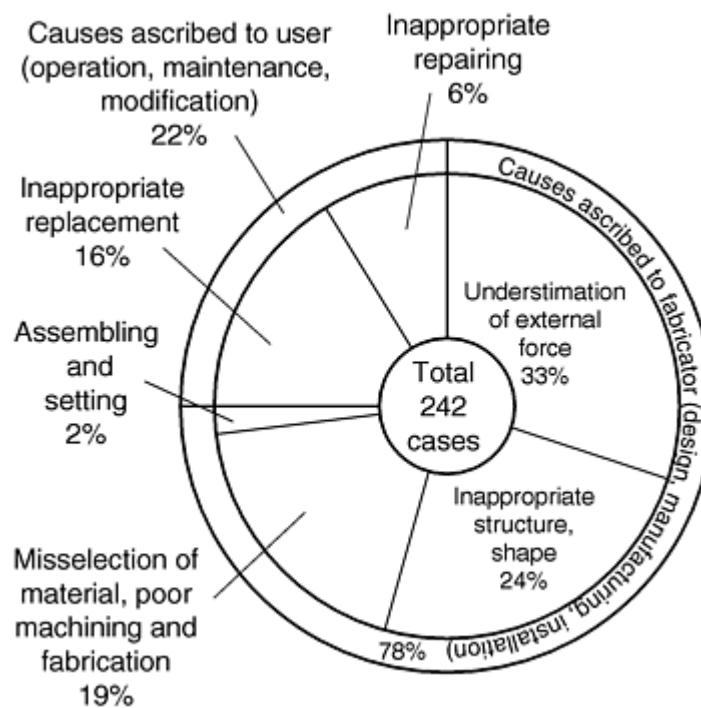 Causes ascribed to user
(operation, maintenance,
modification)
22%
Inappropriate
repairing
6%
Inappropriate
replacement
16%
Causes ascribed to fabricator (design, manufacturing, installation)
78%
Understimation
of external
force
33%
Assembling
and
setting
2%
Total
242
cases
Inappropriate
structure,
shape
24%
Misselection of
material, poor
machining and
fabrication
19%